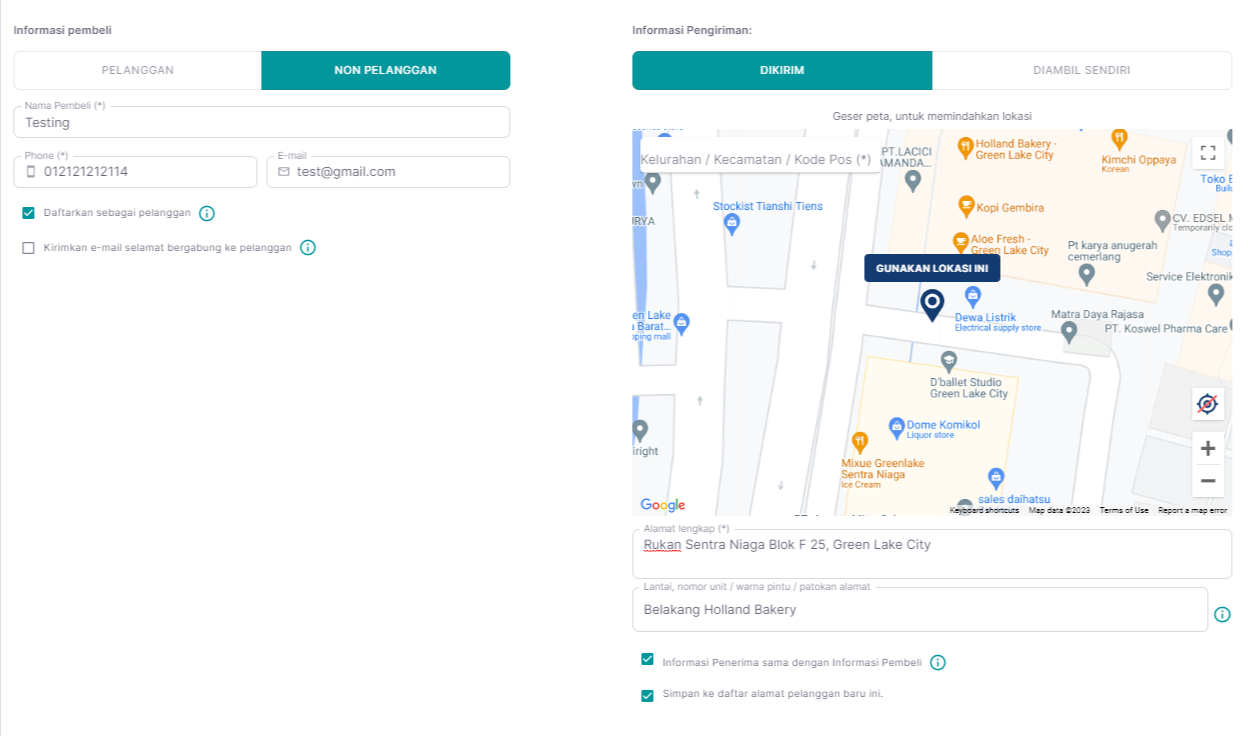 Informasi pembeli
PELANGGAN
NON PELANGGAN
Nama Pembeli (*)
Testing
Phone (*)
012121212114
E-mail
test@gmail.com
Daftarkan sebagai pelanggan
Kirimkan e-mail selamat bergabung ke pelanggan
Informasi Pengiriman:
DIKIRIM
DIAMBIL SENDIRI
Geser peta, untuk memindahkan lokasi
Kelurahan / Kecamatan / Kode Pos (*)
PT.LACICI
AMANDA...
Holland Bakery -
Green Lake City
Kimchi Oppaya
Korean
Toko
Stockist Tianshi Tiens
Kopi Gembira
CV. EDSEL
Temporarily
Aloe Fresh -
Green Lake City
Pt karya anugerah
cemerlang
Shop
Service Elektronik
GUNAKAN LOKASI INI
Dewa Listrik
Electrical supply store
Matra Daya Rajasa
PT. Koswel Pharma Care
en Lake
Barat...
pping mall
D'ballet Studio
Green Lake City
Dome Komikol
Liquor store
iright
Mixue Greenlake
Sentra Niaga
Ice Cream
sales daihatsu
Google
Keyboard shortcuts
Map data ©2023
Terms of Use
Report a map error
Alamat lengkap (*)
Rukan Sentra Niaga Blok F 25, Green Lake City
Lantai, nomor unit / warna pintu / patokan alamat
Belakang Holland Bakery
Informasi Penerima sama dengan Informasi Pembeli
Simpan ke daftar alamat pelanggan baru ini.